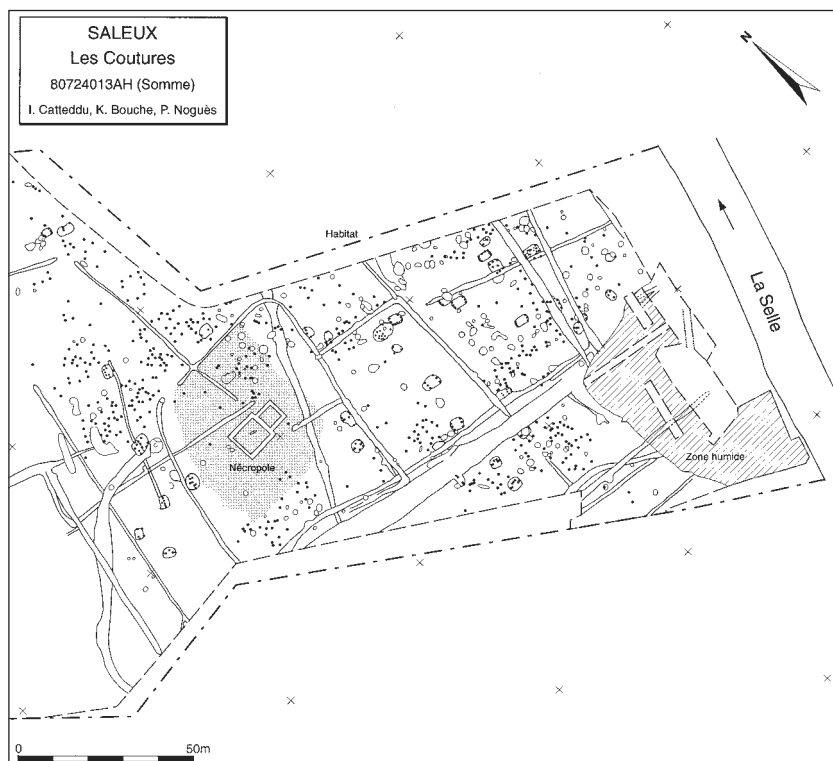 SALEUX
Les Coutures
80724013AH (Somme)
I. Catteddu, K. Bouche, P. Noguès
N
Habitat
La Selle
Nécropole
Zone humide
0
50m